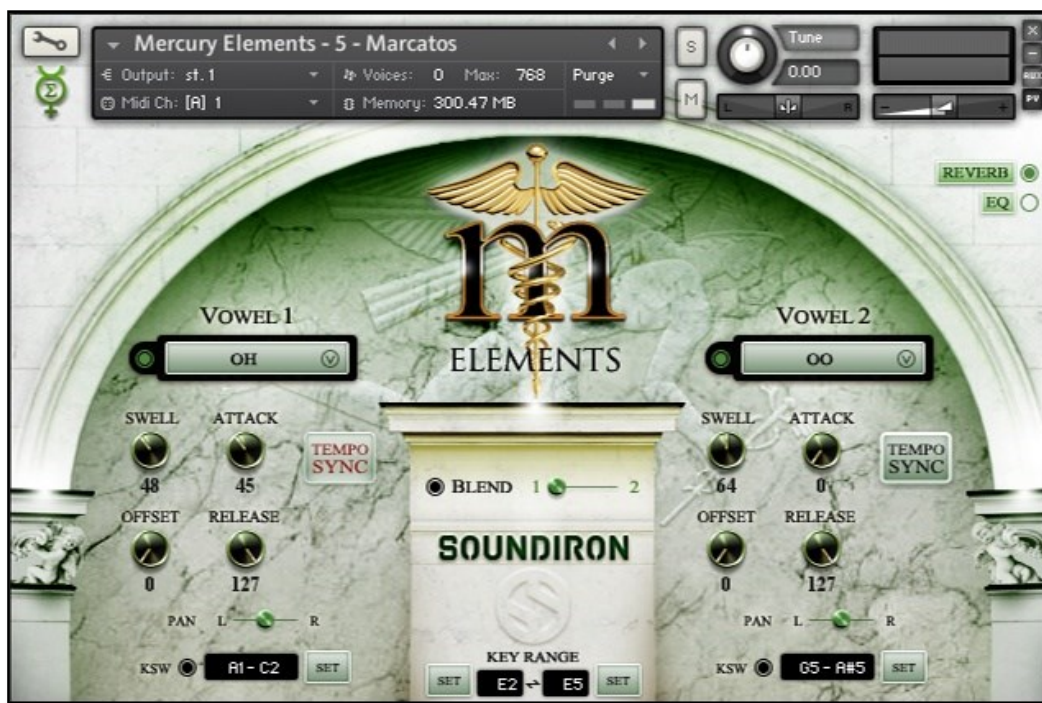 Mercury Elements - 5 - Marcatos
Output: st.1 Voices: 0 Max: 768 Purge
Midi Ch: [A] 1 Memory: 300.47 MB
S
M
Tune
0.00
L R
- +
×
-
AUX
PV
REVERB
EQ
m
ELEMENTS
VOWEL 1
OH
SWELL ATTACK
48 45
TEMPO
SYNC
OFFSET RELEASE
0 127
PAN L R
KSW A1 - C2 SET
BLEND 1 2
SOUNDIRON
KEY RANGE
SET E2 E5 SET
VOWEL 2
OO
SWELL ATTACK
64 0
TEMPO
SYNC
OFFSET RELEASE
0 127
PAN L R
KSW G5 - A#5 SET